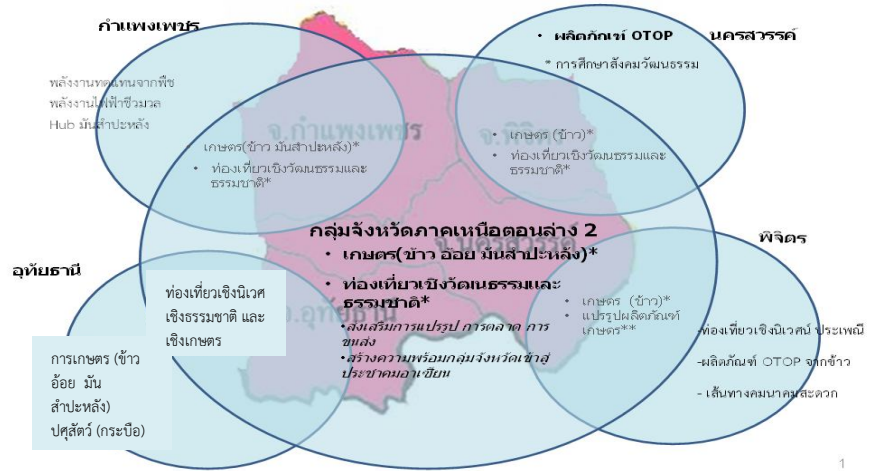 กำแพงเพชร
พลังงานทดแทนจากพืช
พลังงานไฟฟ้าชีวมวล
Hub มันสำปะหลัง
เกษตร(ข้าว มันสำปะหลัง)*
• ท่องเที่ยวเชิงวัฒนธรรมและ
ธรรมชาติ*
จ.กำแพงเพชร
นครสวรรค์
• ผลิตภัณฑ์ OTOP
* การศึกษาสังคมวัฒนธรรม
จ.พิจิตร
• เกษตร (ข้าว)*
• ท่องเที่ยวเชิงวัฒนธรรมและ
ธรรมชาติ*
กลุ่มจังหวัดภาคเหนือตอนล่าง 2
จ.นครสวรรค์
• เกษตร(ข้าว อ้อย มันสำปะหลัง)*
• ท่องเที่ยวเชิงวัฒนธรรมและ
ธรรมชาติ*
•ส่งเสริมการแปรรูป การตลาด การ
ขนส่ง
•สร้างความพร้อมกลุ่มจังหวัดเข้าสู่
ประชาคมอาเซียน
อุทัยธานี
จ.อุทัยธานี
ท่องเที่ยวเชิงนิเวศ
เชิงธรรมชาติ และ
เชิงเกษตร
การเกษตร (ข้าว
อ้อย มัน
สำปะหลัง)
ปศุสัตว์ (กระบือ)
พิจิตร
• เกษตร (ข้าว)*
• แปรรูปผลิตภัณฑ์
เกษตร**
-ท่องเที่ยวเชิงนิเวศน์ ประเพณี
-ผลิตภัณฑ์ OTOP จากข้าว
- เส้นทางคมนาคมสะดวก
1